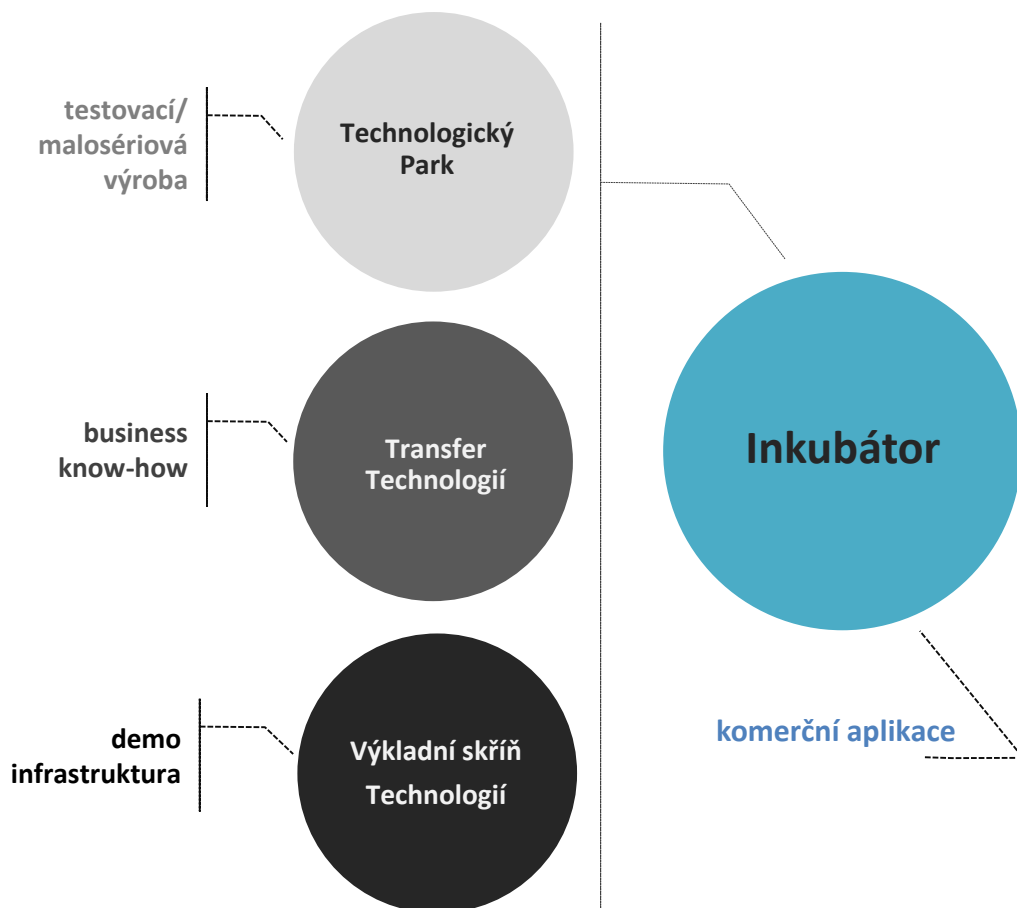 testovací/
malosériová
výroba
Technologický
Park
business
know-how
Transfer
Technologií
demo
infrastruktura
Výkladní skříň
Technologií
Inkubátor
komerční aplikace